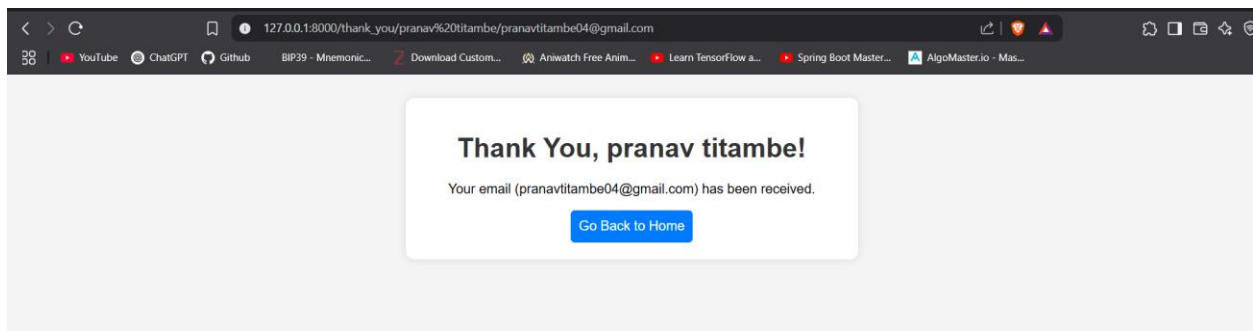 127.0.0.1:8000/thank_you/pranav%20titambe/pranavtitambe04@gmail.com
YouTube ChatGPT Github BIP39 - Mnemonic... Download Custom... Aniwatch Free Anim... Learn TensorFlow a... Spring Boot Master... AlgoMaster.io - Mas...
Thank You, pranav titambe!
Your email (pranavtitambe04@gmail.com) has been received.
Go Back to Home